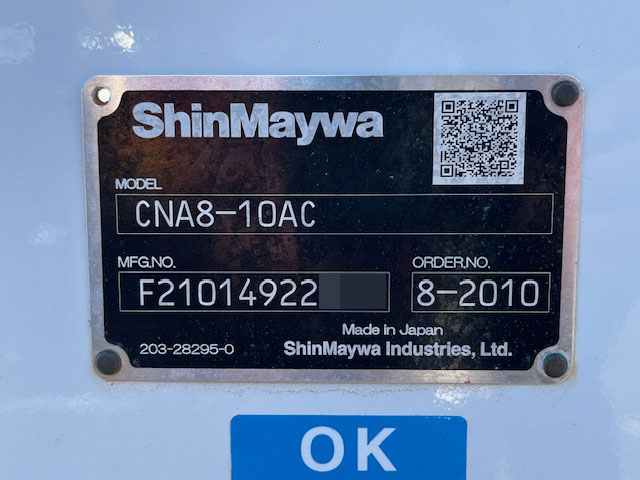 ShinMaywa
MODEL
CNA8-10AC
MFG.NO. ORDER.NO.
F21014922 8-2010
Made in Japan
203-28295-0 ShinMaywa Industries, Ltd.
OK